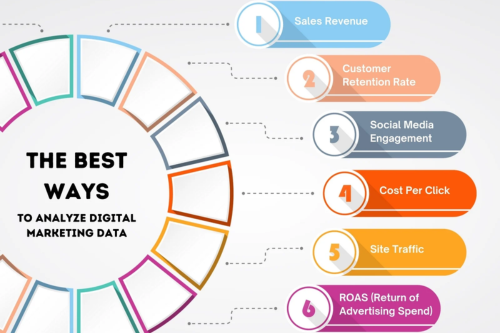 THE BEST
WAYS
TO ANALYZE DIGITAL
MARKETING DATA
1
Sales Revenue
2
Customer
Retention Rate
3
Social Media
Engagement
4
Cost Per Click
5
Site Traffic
6
ROAS (Return of
Advertising Spend)